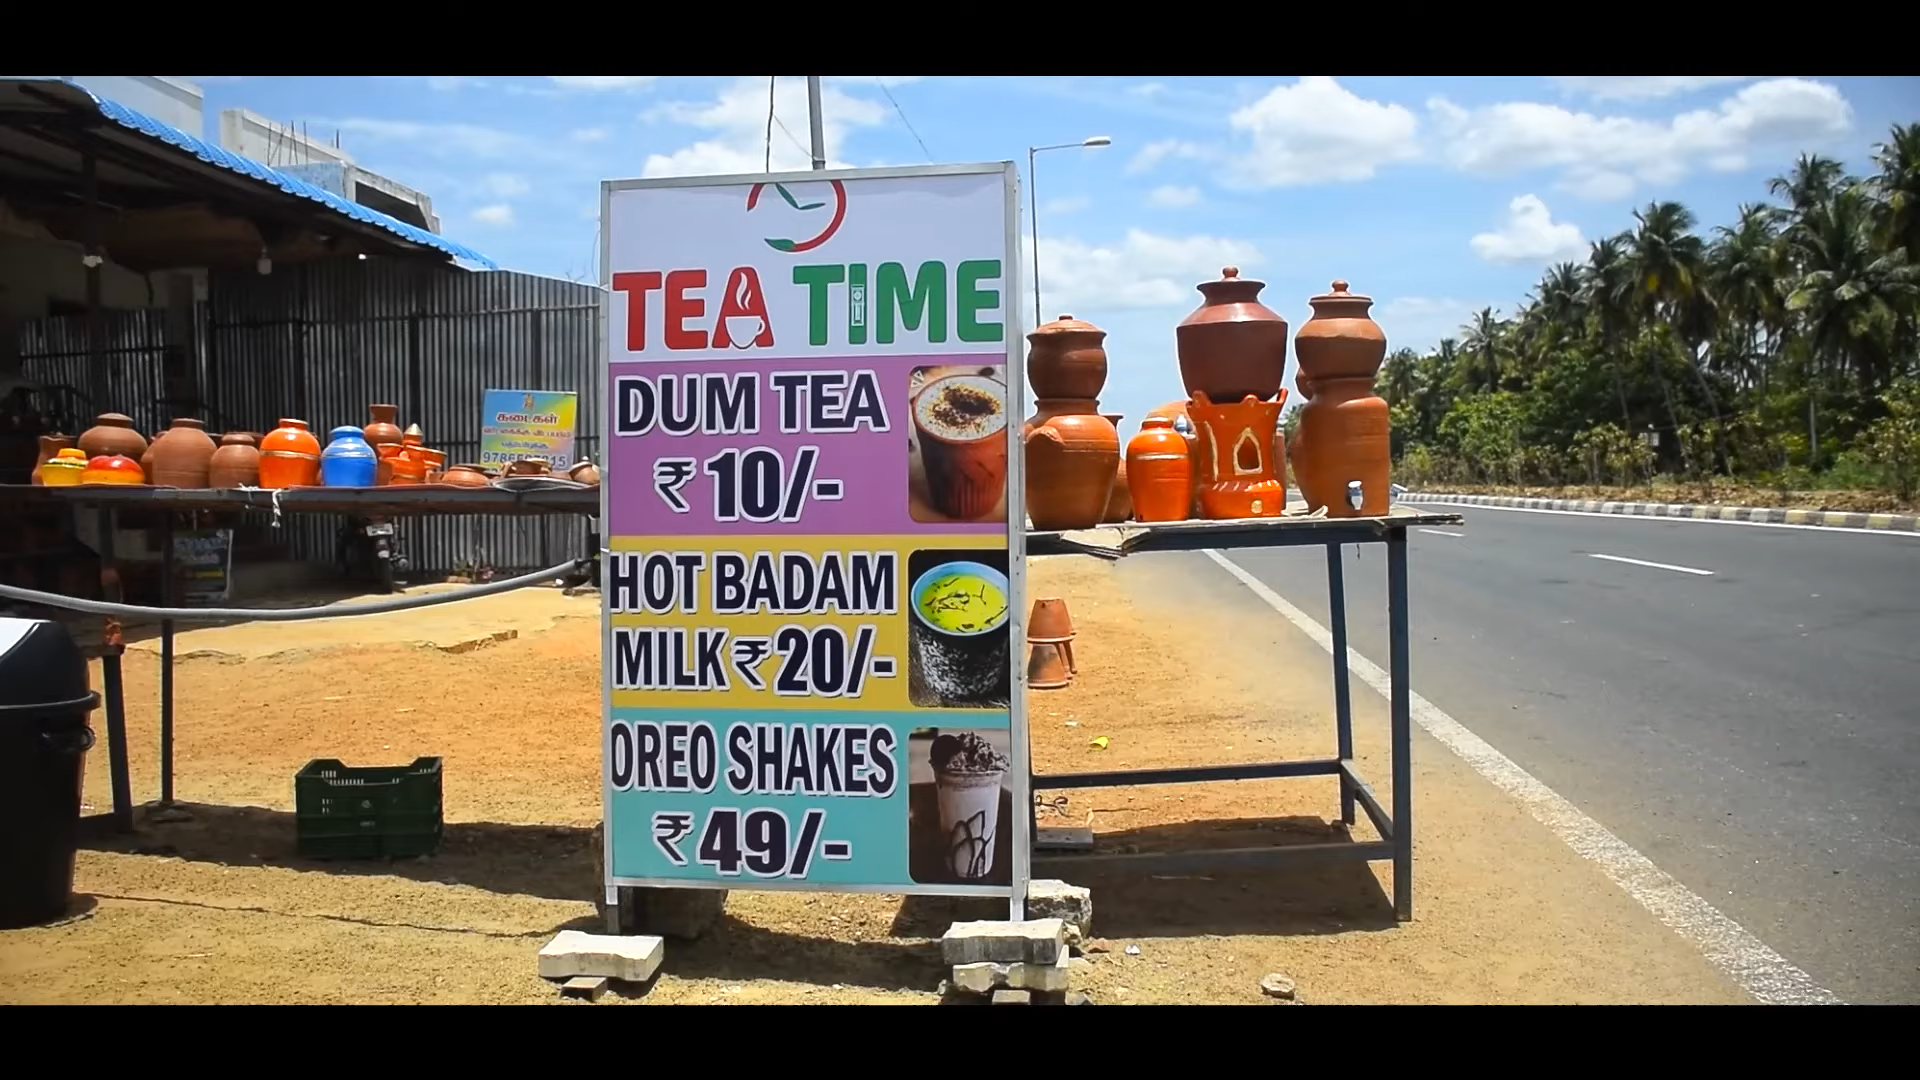 TEA TIME
DUM TEA
₹ 10/-
HOT BADAM
MILK ₹ 20/-
OREO SHAKES
₹ 49/-
கடைகள்